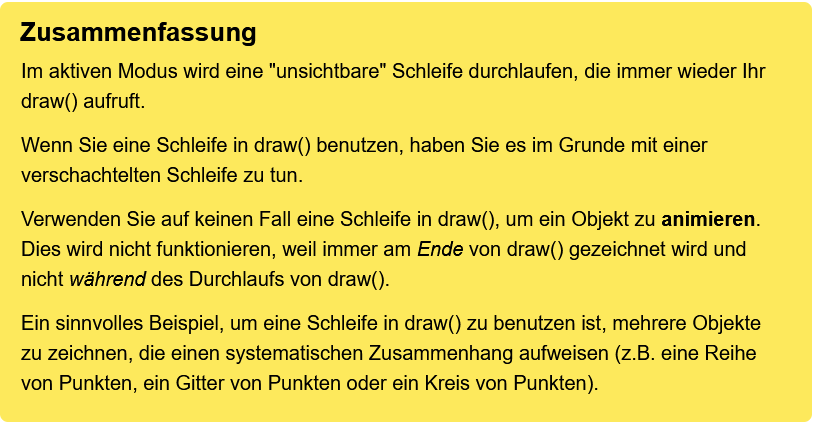 Zusammenfassung
Im aktiven Modus wird eine "unsichtbare" Schleife durchlaufen, die immer wieder Ihr
draw() aufruft.
Wenn Sie eine Schleife in draw() benutzen, haben Sie es im Grunde mit einer
verschachtelten Schleife zu tun.
Verwenden Sie auf keinen Fall eine Schleife in draw(), um ein Objekt zu animieren.
Dies wird nicht funktionieren, weil immer am Ende von draw() gezeichnet wird und
nicht während des Durchlaufs von draw().
Ein sinnvolles Beispiel, um eine Schleife in draw() zu benutzen ist, mehrere Objekte
zu zeichnen, die einen systematischen Zusammenhang aufweisen (z.B. eine Reihe
von Punkten, ein Gitter von Punkten oder ein Kreis von Punkten).